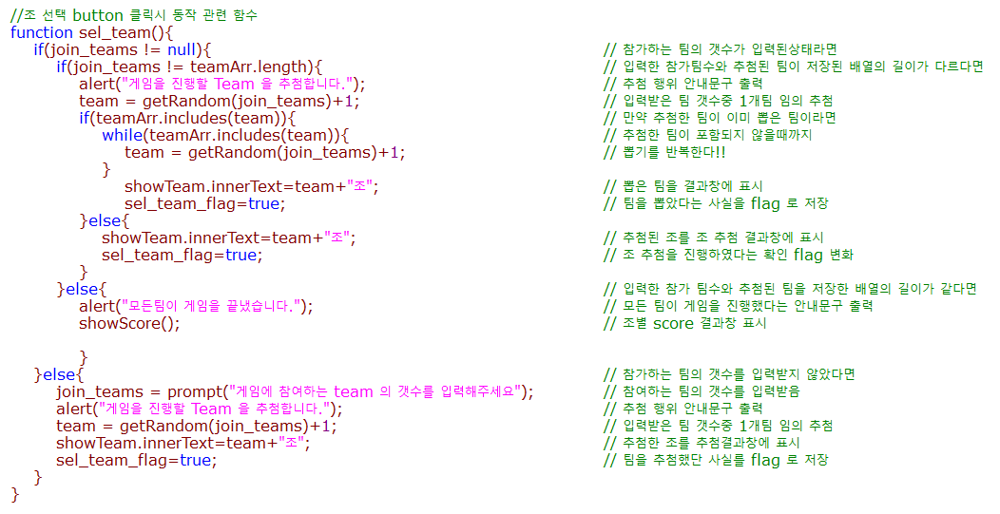 //조 선택 button 클릭시 동작 관련 함수
function sel_team(){
if(join_teams != null){ // 참가하는 팀의 갯수가 입력된상태라면
if(join_teams != teamArr.length){ // 입력한 참가팀수와 추첨된 팀이 저장된 배열의 길이가 다르다면
alert("게임을 진행할 Team 을 추첨합니다."); // 추첨 행위 안내문구 출력
team = getRandom(join_teams)+1; // 입력받은 팀 갯수중 1개팀 임의 추첨
if(teamArr.includes(team)){ // 만약 추첨한 팀이 이미 뽑은 팀이라면
while(teamArr.includes(team)){ // 추첨한 팀이 포함되지 않을때까지
team = getRandom(join_teams)+1; // 뽑기를 반복한다!!
}
showTeam.innerText=team+"조"; // 뽑은 팀을 결과창에 표시
sel_team_flag=true; // 팀을 뽑았다는 사실을 flag 로 저장
}else{
showTeam.innerText=team+"조"; // 추첨된 조를 조 추첨 결과창에 표시
sel_team_flag=true; // 조 추첨을 진행하였다는 확인 flag 변화
}
}else{ // 입력한 참가 팀수와 추첨된 팀을 저장한 배열의 길이가 같다면
alert("모든팀이 게임을 끝냈습니다."); // 모든 팀이 게임을 진행했다는 안내문구 출력
showScore(); // 조별 score 결과창 표시
}
}else{ // 참가하는 팀의 갯수를 입력받지 않았다면
join_teams = prompt("게임에 참여하는 team 의 갯수를 입력해주세요"); // 참여하는 팀의 갯수를 입력받음
alert("게임을 진행할 Team 을 추첨합니다."); // 추첨 행위 안내문구 출력
team = getRandom(join_teams)+1; // 입력받은 팀 갯수중 1개팀 임의 추첨
showTeam.innerText=team+"조"; // 추첨한 조를 추첨결과창에 표시
sel_team_flag=true; // 팀을 추첨했단 사실를 flag 로 저장
}
}